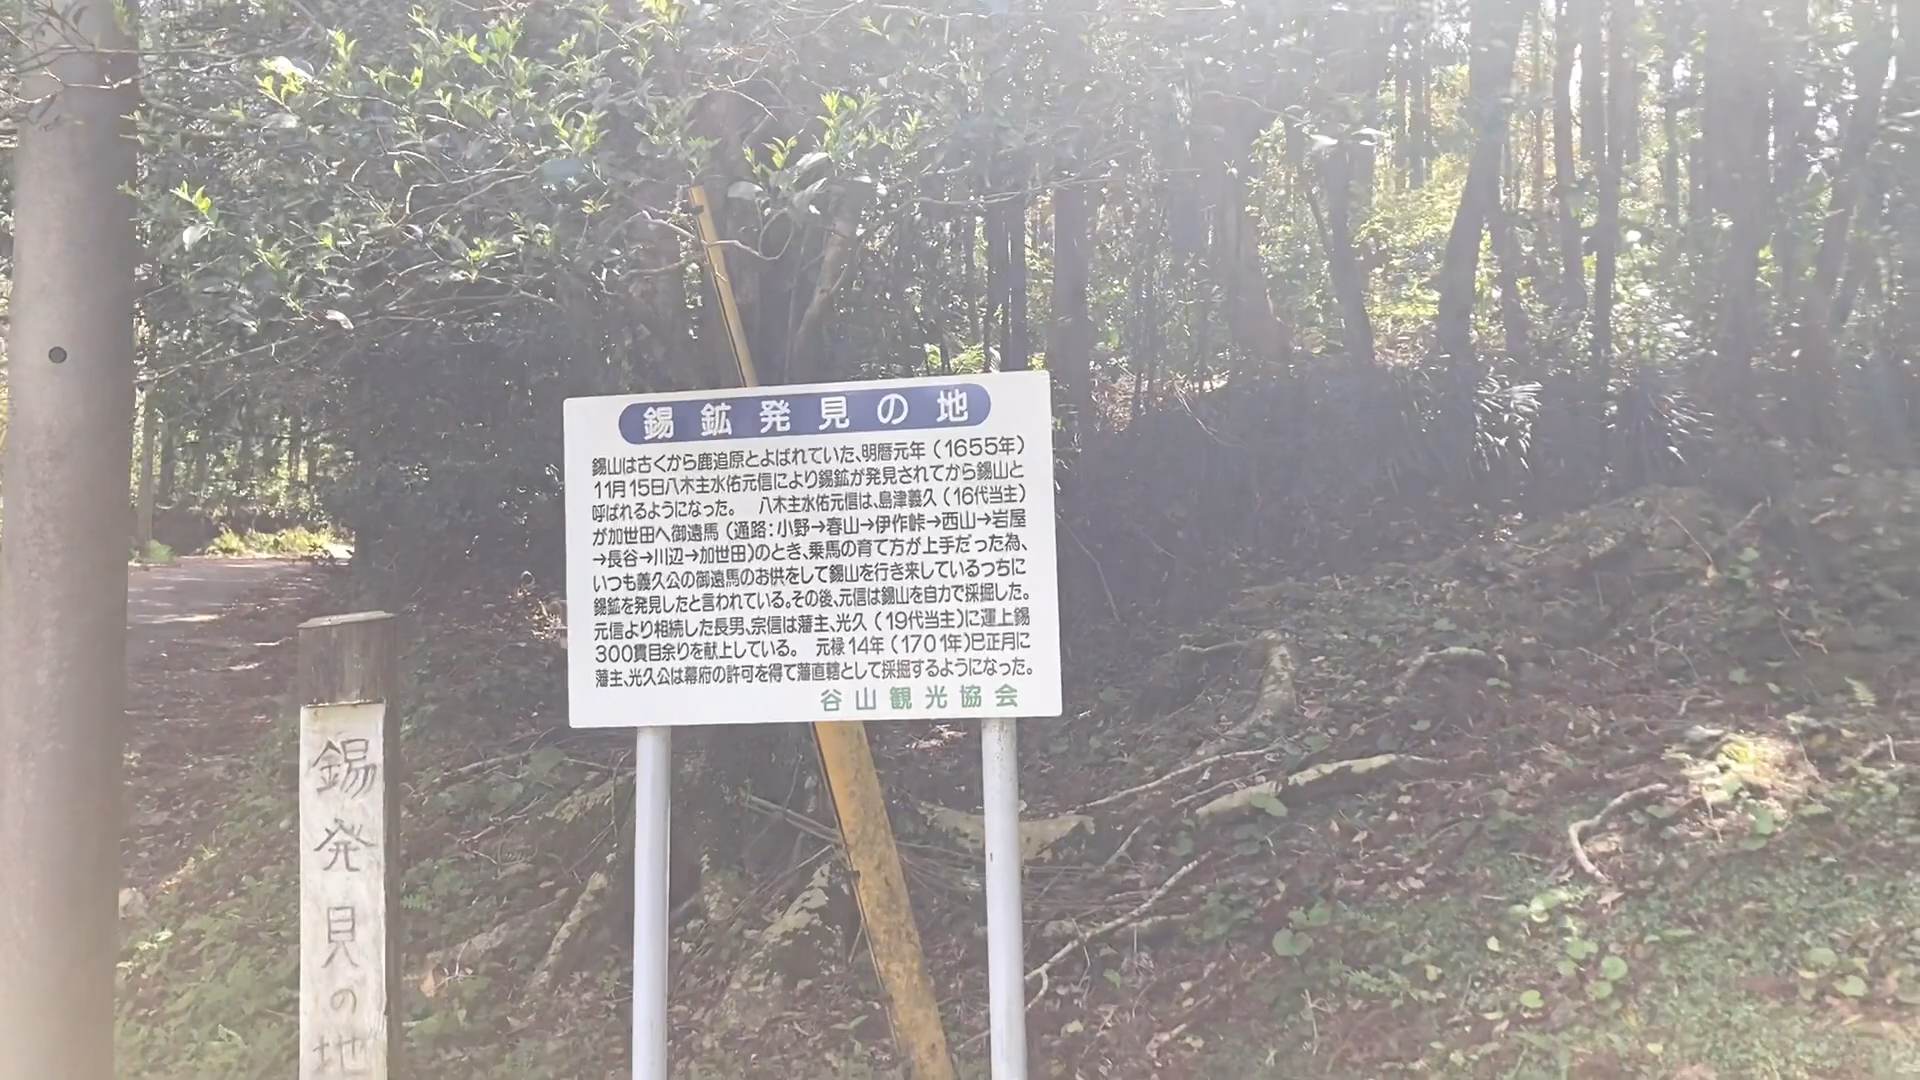 錫鉱発見の地
錫山は古くから鹿追原とよばれていた、明暦元年(1655年)
11月15日八木主水佑元信により錫鉱が発見されてから錫山と
呼ばれるようになった。 八木主水佑元信は、島津義久(16代当主)
が加世田へ御遠馬(通路:小野→春山→伊作峠→西山→岩屋
→長谷→川辺→加世田)のとき、乗馬の育て方が上手だった為、
いつも義久公の御遠馬のお供をして錫山を行き来しているうちに
錫鉱を発見したと言われている。その後、元信は錫山を自力で採掘した。
元信より相続した長男、宗信は藩主、光久(19代当主)に運上錫
300貫目余りを献上している。 元禄14年(1701年)巳正月に
藩主、光久公は幕府の許可を得て藩直轄として採掘するようになった。
谷山観光協会
錫発見の地